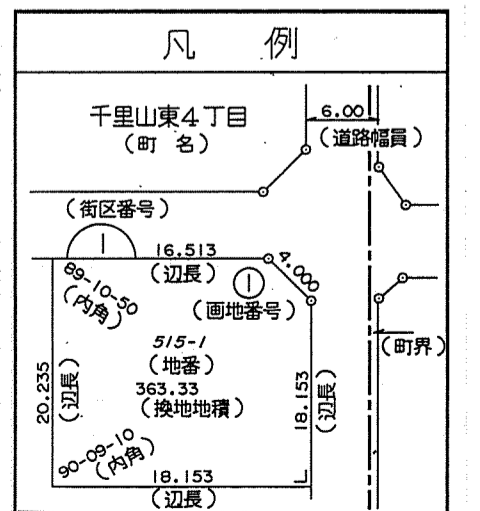 凡 例
千里山東4丁目
(町 名)
6.00
(道路幅員)
(街区番号)
1
16.513
(辺長)
4.000
89-10-50
(内角)
1
(画地番号)
515-1
(地番)
363.33
(換地地積)
20.235
(辺長)
18.153
(辺長)
(町界)
90-09-10
(内角)
18.153
(辺長)